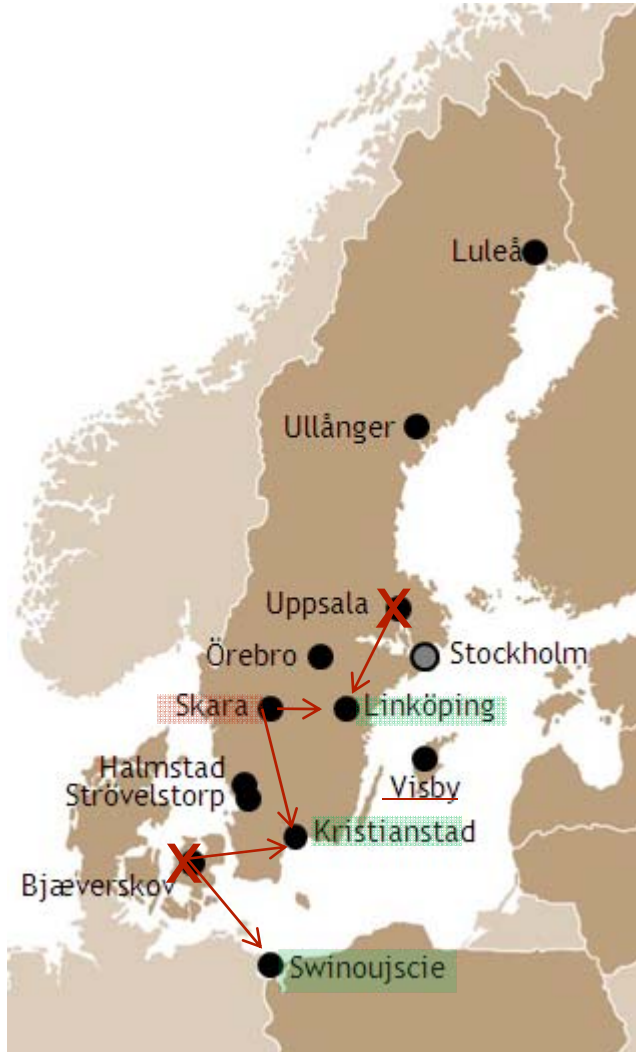 Luleå
Ullånger
Uppsala
X
Örebro
Stockholm
Skara
Linköping
Halmstad
Visby
Strövelstorp
Kristianstad
X
Bjæverskov
Swinoujscie